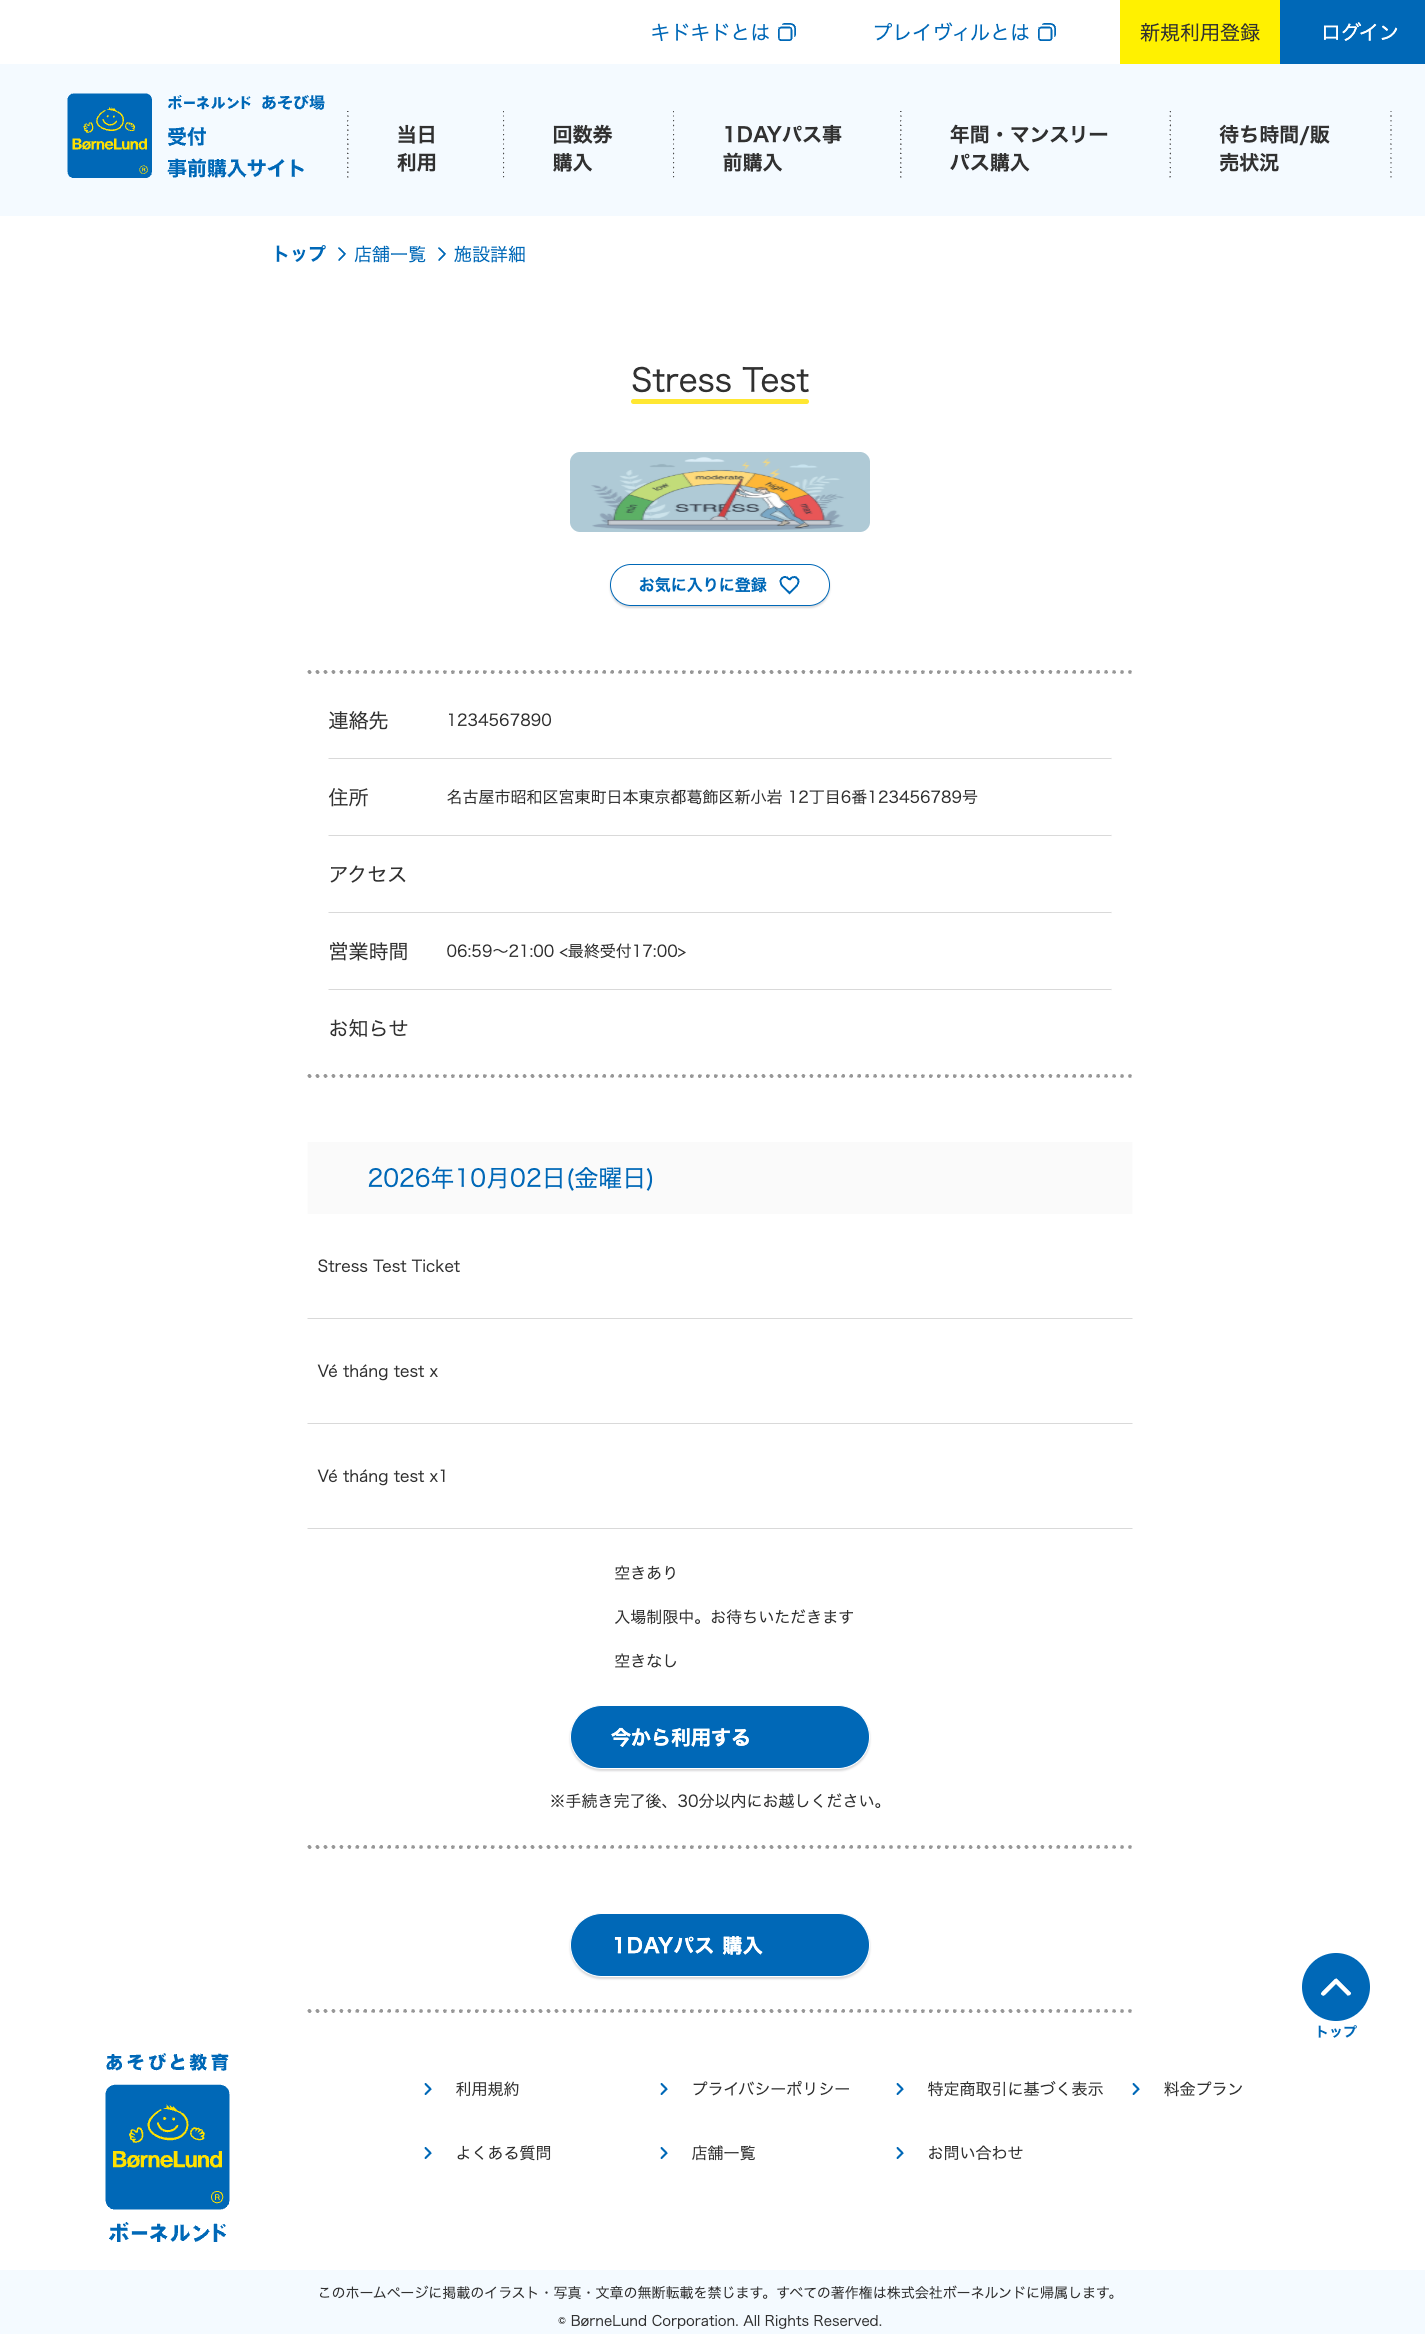 キドキドとは
プレイヴィルとは
新規利用登録
ログイン
BørneLund
®
ボーネルンド あそび場
受付
事前購入サイト
当日
利用
回数券
購入
1DAYパス事
前購入
年間・マンスリー
パス購入
待ち時間/販
売状況
トップ
店舗一覧
施設詳細
Stress Test
low
moderate
hight
STRESS
お気に入りに登録
連絡先 1234567890
住所 名古屋市昭和区宮東町日本東京都葛飾区新小岩 12丁目6番123456789号
アクセス
営業時間 06:59〜21:00 <最終受付17:00>
お知らせ
2026年10月02日(金曜日)
Stress Test Ticket
Vé tháng test x
Vé tháng test x1
空きあり
入場制限中。お待ちいただきます
空きなし
今から利用する
※手続き完了後、30分以内にお越しください。
1DAYパス 購入
トップ
あそびと教育
BørneLund
®
ボーネルンド
利用規約
プライバシーポリシー
特定商取引に基づく表示
料金プラン
よくある質問
店舗一覧
お問い合わせ
このホームページに掲載のイラスト・写真・文章の無断転載を禁じます。すべての著作権は株式会社ボーネルンドに帰属します。
© BørneLund Corporation. All Rights Reserved.